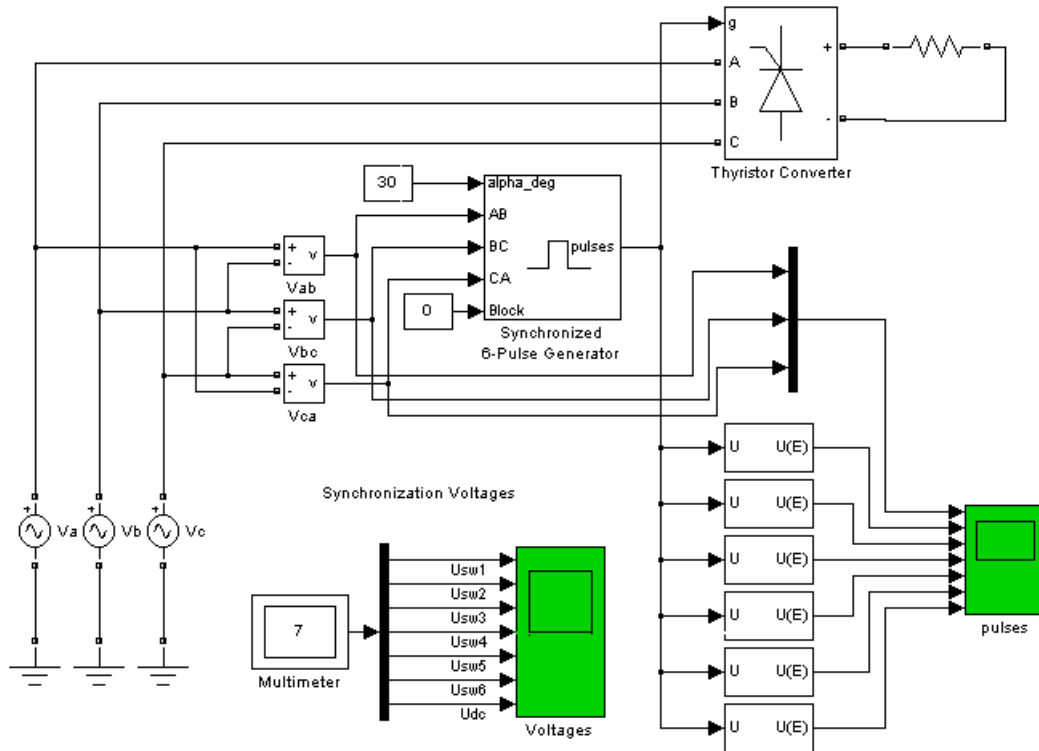 g
A
B
C
+
-
Thyristor Converter
30
alpha_deg
AB
BC
CA
Block
pulses
0
Synchronized
6-Pulse Generator
+
-
v
Vab
+
-
v
Vbc
+
-
v
Vca
U U(E)
U U(E)
U U(E)
U U(E)
U U(E)
U U(E)
pulses
+
Va
+
Vb
+
Vc
Synchronization Voltages
7
Multimeter
Usw1
Usw2
Usw3
Usw4
Usw5
Usw6
Udc
Voltages